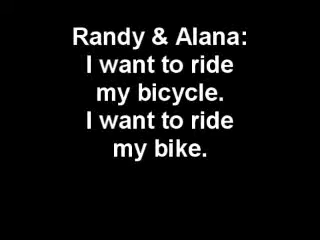 Randy & Alana:
I want to ride
my bicycle.
I want to ride
my bike.